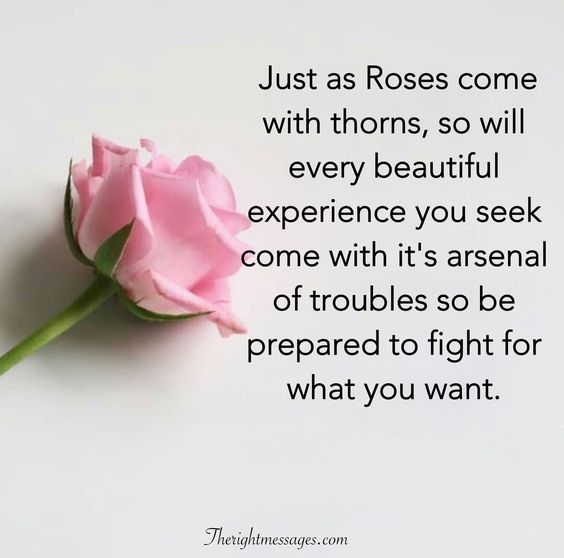 Just as Roses come
with thorns, so will
every beautiful
experience you seek
come with it's arsenal
of troubles so be
prepared to fight for
what you want.
Therightmessages.com